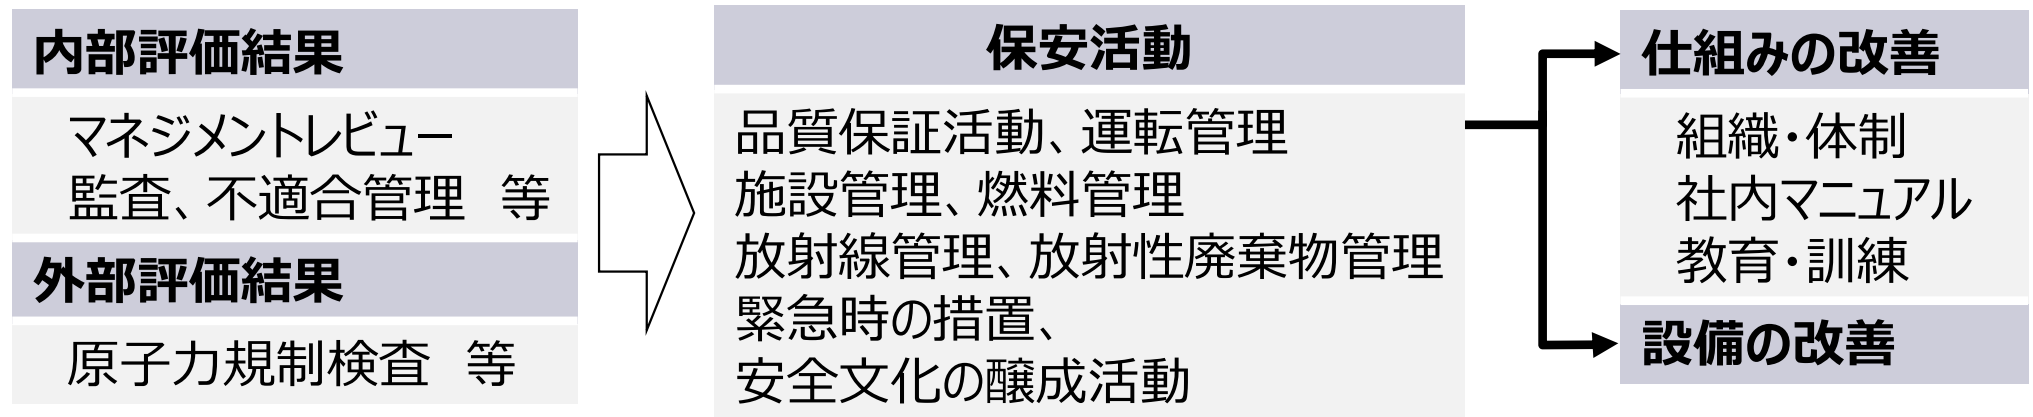 内部評価結果
マネジメントレビュー
監査、不適合管理　等
外部評価結果
原子力規制検査　等
保安活動
品質保証活動、運転管理
施設管理、燃料管理
放射線管理、放射性廃棄物管理
緊急時の措置、
安全文化の醸成活動
仕組みの改善
組織・体制
社内マニュアル
教育・訓練
設備の改善